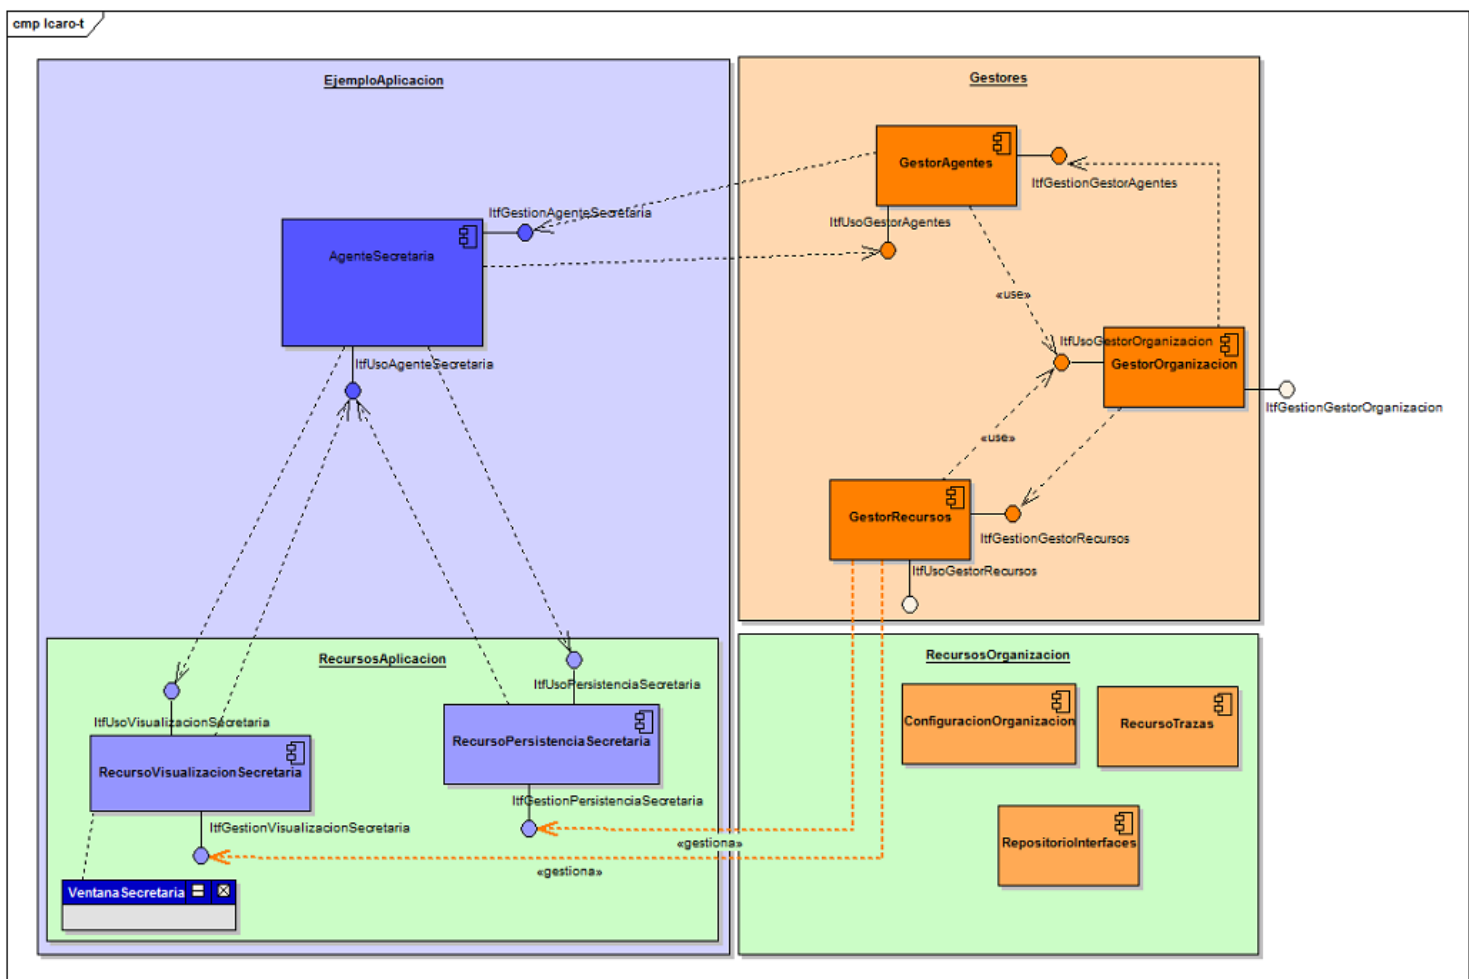 cmp Icaro-t
EjemploAplicacion
Gestores
GestorAgentes
ItfGestionGestorAgentes
ItfGestionAgenteSecretaria
ItfUsoGestorAgentes
AgenteSecretaria
«use»
ItfUsoGestorOrganizacion
GestorOrganizacion
ItfUsoAgenteSecretaria
ItfGestionGestorOrganizacion
«use»
GestorRecursos
ItfGestionGestorRecursos
ItfUsoGestorRecursos
RecursosAplicacion
RecursosOrganizacion
ItfUsoPersistenciaSecretaria
ItfUsoVisualizacionSecretaria
ConfiguracionOrganizacion
RecursoTrazas
RecursoPersistenciaSecretaria
RecursoVisualizacionSecretaria
ItfGestionPersistenciaSecretaria
ItfGestionVisualizacionSecretaria
«gestiona»
RepositorioInterfaces
«gestiona»
VentanaSecretaria